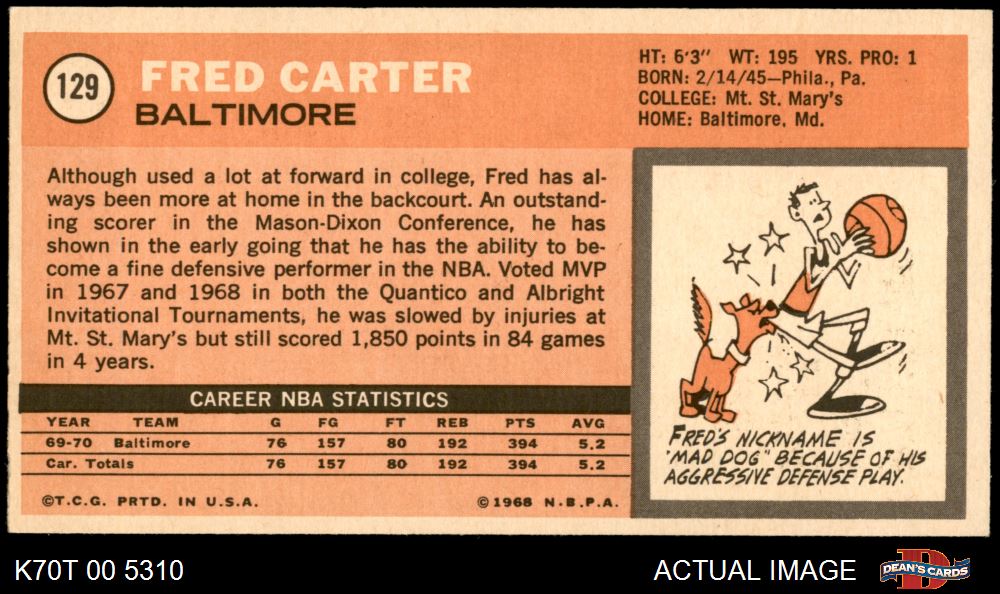 129
FRED CARTER
BALTIMORE
HT: 6'3" WT: 195 YRS. PRO: 1
BORN: 2/14/45—Phila., Pa.
COLLEGE: Mt. St. Mary's
HOME: Baltimore, Md.
Although used a lot at forward in college, Fred has al-
ways been more at home in the backcourt. An outstand-
ing scorer in the Mason-Dixon Conference, he has
shown in the early going that he has the ability to be-
come a fine defensive performer in the NBA. Voted MVP
in 1967 and 1968 in both the Quantico and Albright
Invitational Tournaments, he was slowed by injuries at
Mt. St. Mary's but still scored 1,850 points in 84 games
in 4 years.
CAREER NBA STATISTICS
YEAR TEAM G FG FT REB PTS AVG
69-70 Baltimore 76 157 80 192 394 5.2
Car. Totals 76 157 80 192 394 5.2
©T.C.G. PRTD. IN U.S.A. ©1968 N.B.P.A.
FRED'S NICKNAME IS
"MAD DOG" BECAUSE OF HIS
AGGRESSIVE DEFENSE PLAY.
K70T 00 5310
ACTUAL IMAGE
D
DEAN'S CARDS